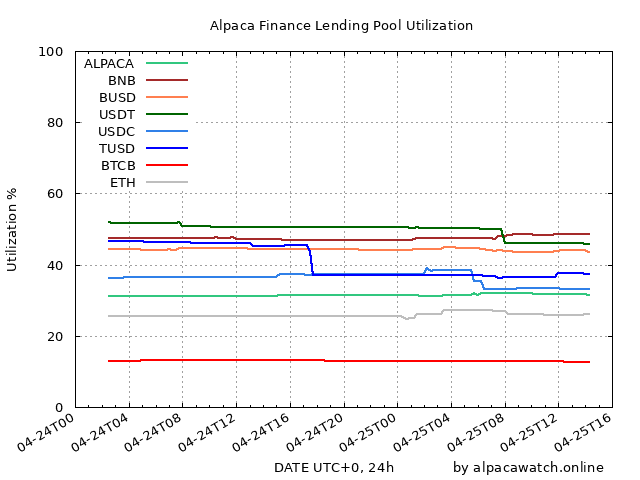 Alpaca Finance Lending Pool Utilization
100
80
60
40
20
0
Utilization %
ALPACA
BNB
BUSD
USDT
USDC
TUSD
BTCB
ETH
04-24T00
04-24T04
04-24T08
04-24T12
04-24T16
04-24T20
04-25T00
04-25T04
04-25T08
04-25T12
04-25T16
DATE UTC+0, 24h
by alpacawatch.online